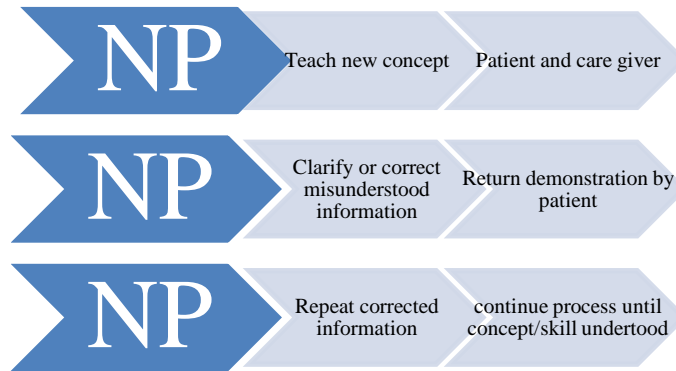 NP
Teach new concept
Patient and care giver
NP
Clarify or correct
misunderstood
information
Return demonstration by
patient
NP
Repeat corrected
information
continue process until
concept/skill undertood